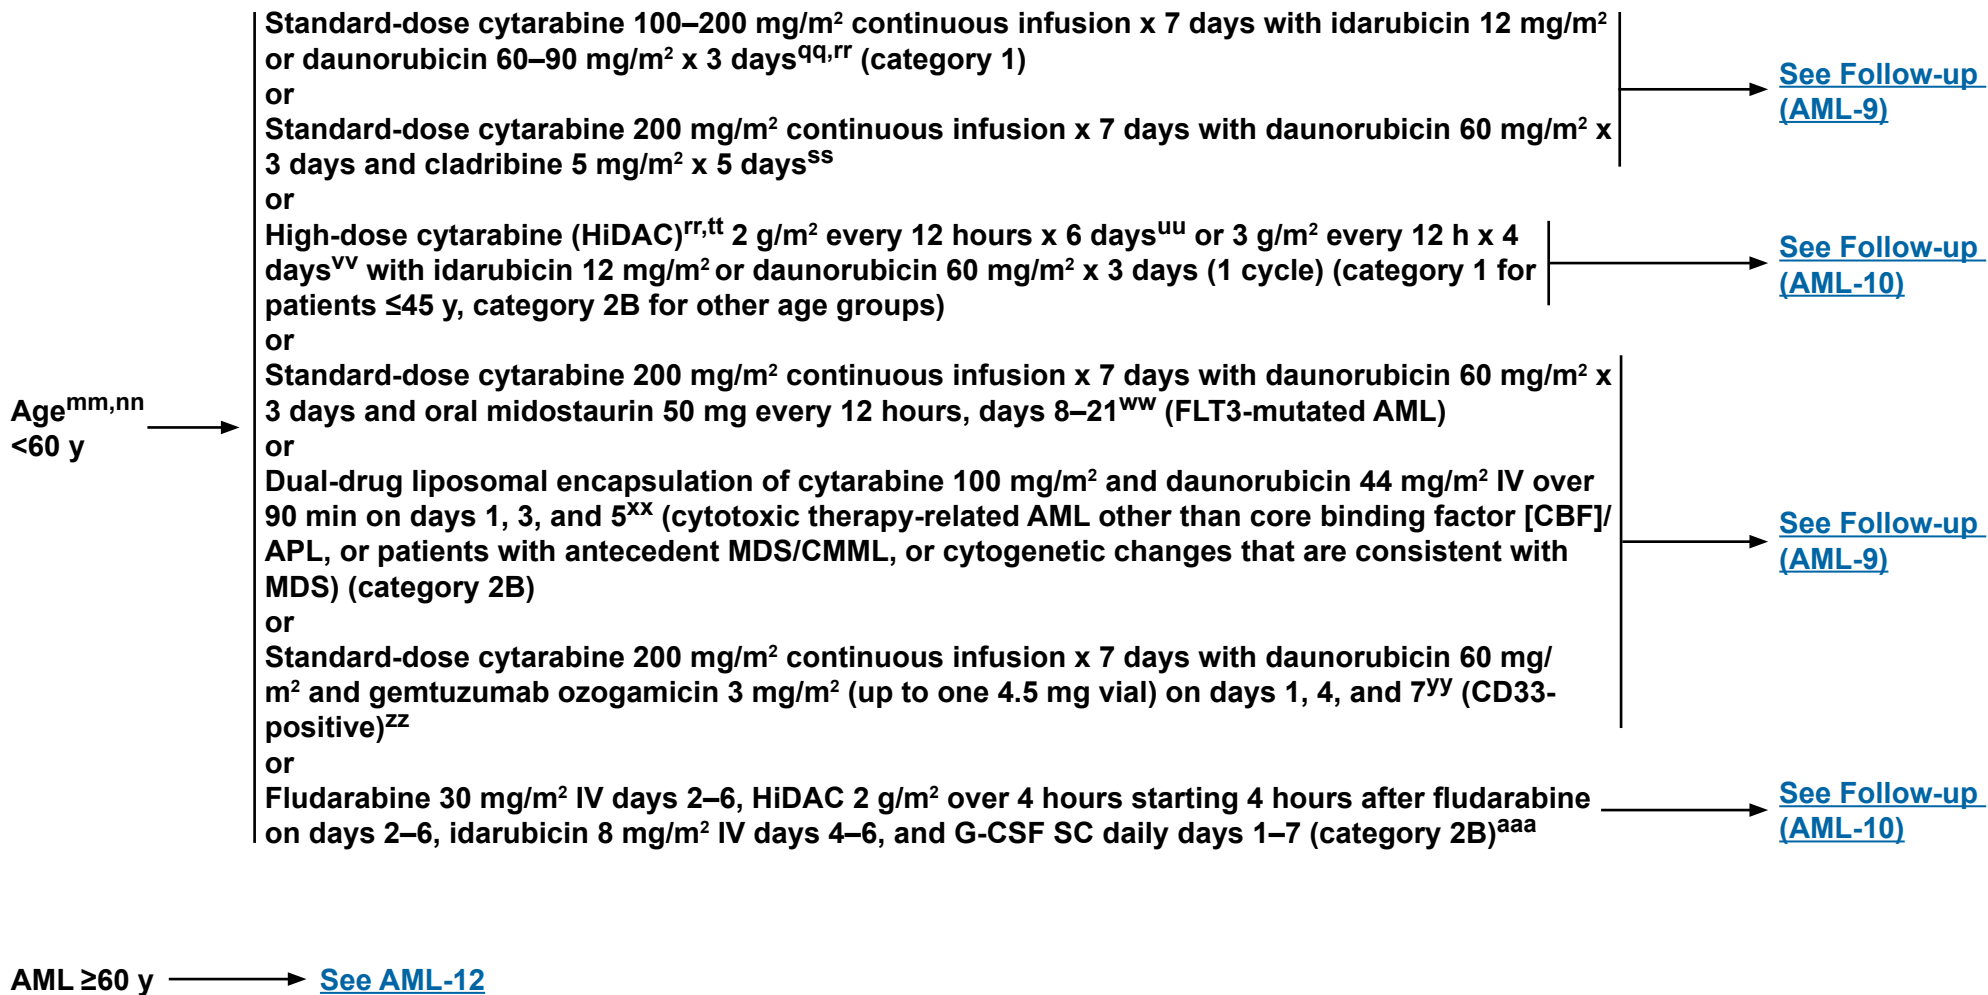 Standard-dose cytarabine 100–200 mg/m² continuous infusion x 7 days with idarubicin 12 mg/m²
or daunorubicin 60–90 mg/m² x 3 daysqq,rr (category 1)
or
Standard-dose cytarabine 200 mg/m² continuous infusion x 7 days with daunorubicin 60 mg/m² x
3 days and cladribine 5 mg/m² x 5 daysss
See Follow-up
(AML-9)
or
High-dose cytarabine (HiDAC)rr,tt 2 g/m² every 12 hours x 6 daysuu or 3 g/m² every 12 h x 4
daysvv with idarubicin 12 mg/m² or daunorubicin 60 mg/m² x 3 days (1 cycle) (category 1 for
patients ≤45 y, category 2B for other age groups)
See Follow-up
(AML-10)
or
Agemm,nn
<60 y
Standard-dose cytarabine 200 mg/m² continuous infusion x 7 days with daunorubicin 60 mg/m² x
3 days and oral midostaurin 50 mg every 12 hours, days 8–21ww (FLT3-mutated AML)
or
Dual-drug liposomal encapsulation of cytarabine 100 mg/m² and daunorubicin 44 mg/m² IV over
90 min on days 1, 3, and 5xx (cytotoxic therapy-related AML other than core binding factor [CBF]/
APL, or patients with antecedent MDS/CMML, or cytogenetic changes that are consistent with
MDS) (category 2B)
or
Standard-dose cytarabine 200 mg/m² continuous infusion x 7 days with daunorubicin 60 mg/
m² and gemtuzumab ozogamicin 3 mg/m² (up to one 4.5 mg vial) on days 1, 4, and 7yy (CD33-
positive)zz
See Follow-up
(AML-9)
or
Fludarabine 30 mg/m² IV days 2–6, HiDAC 2 g/m² over 4 hours starting 4 hours after fludarabine
on days 2–6, idarubicin 8 mg/m² IV days 4–6, and G-CSF SC daily days 1–7 (category 2B)aaa
See Follow-up
(AML-10)
AML ≥60 y
See AML-12